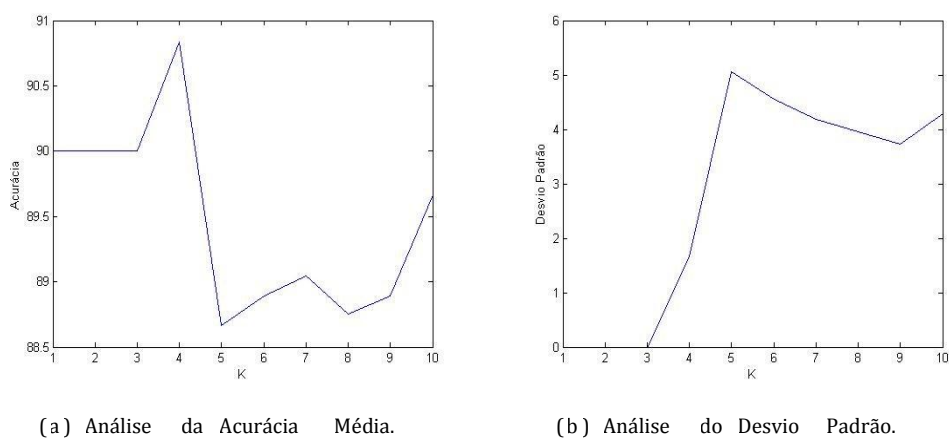 91
90.5
90
89.5
89
88.5
Acurácia
1 2 3 4 5 6 7 8 9 10
K
(a) Análise da Acurácia Média.
6
5
4
3
2
1
0
Desvio Padrão
1 2 3 4 5 6 7 8 9 10
K
(b) Análise do Desvio Padrão.